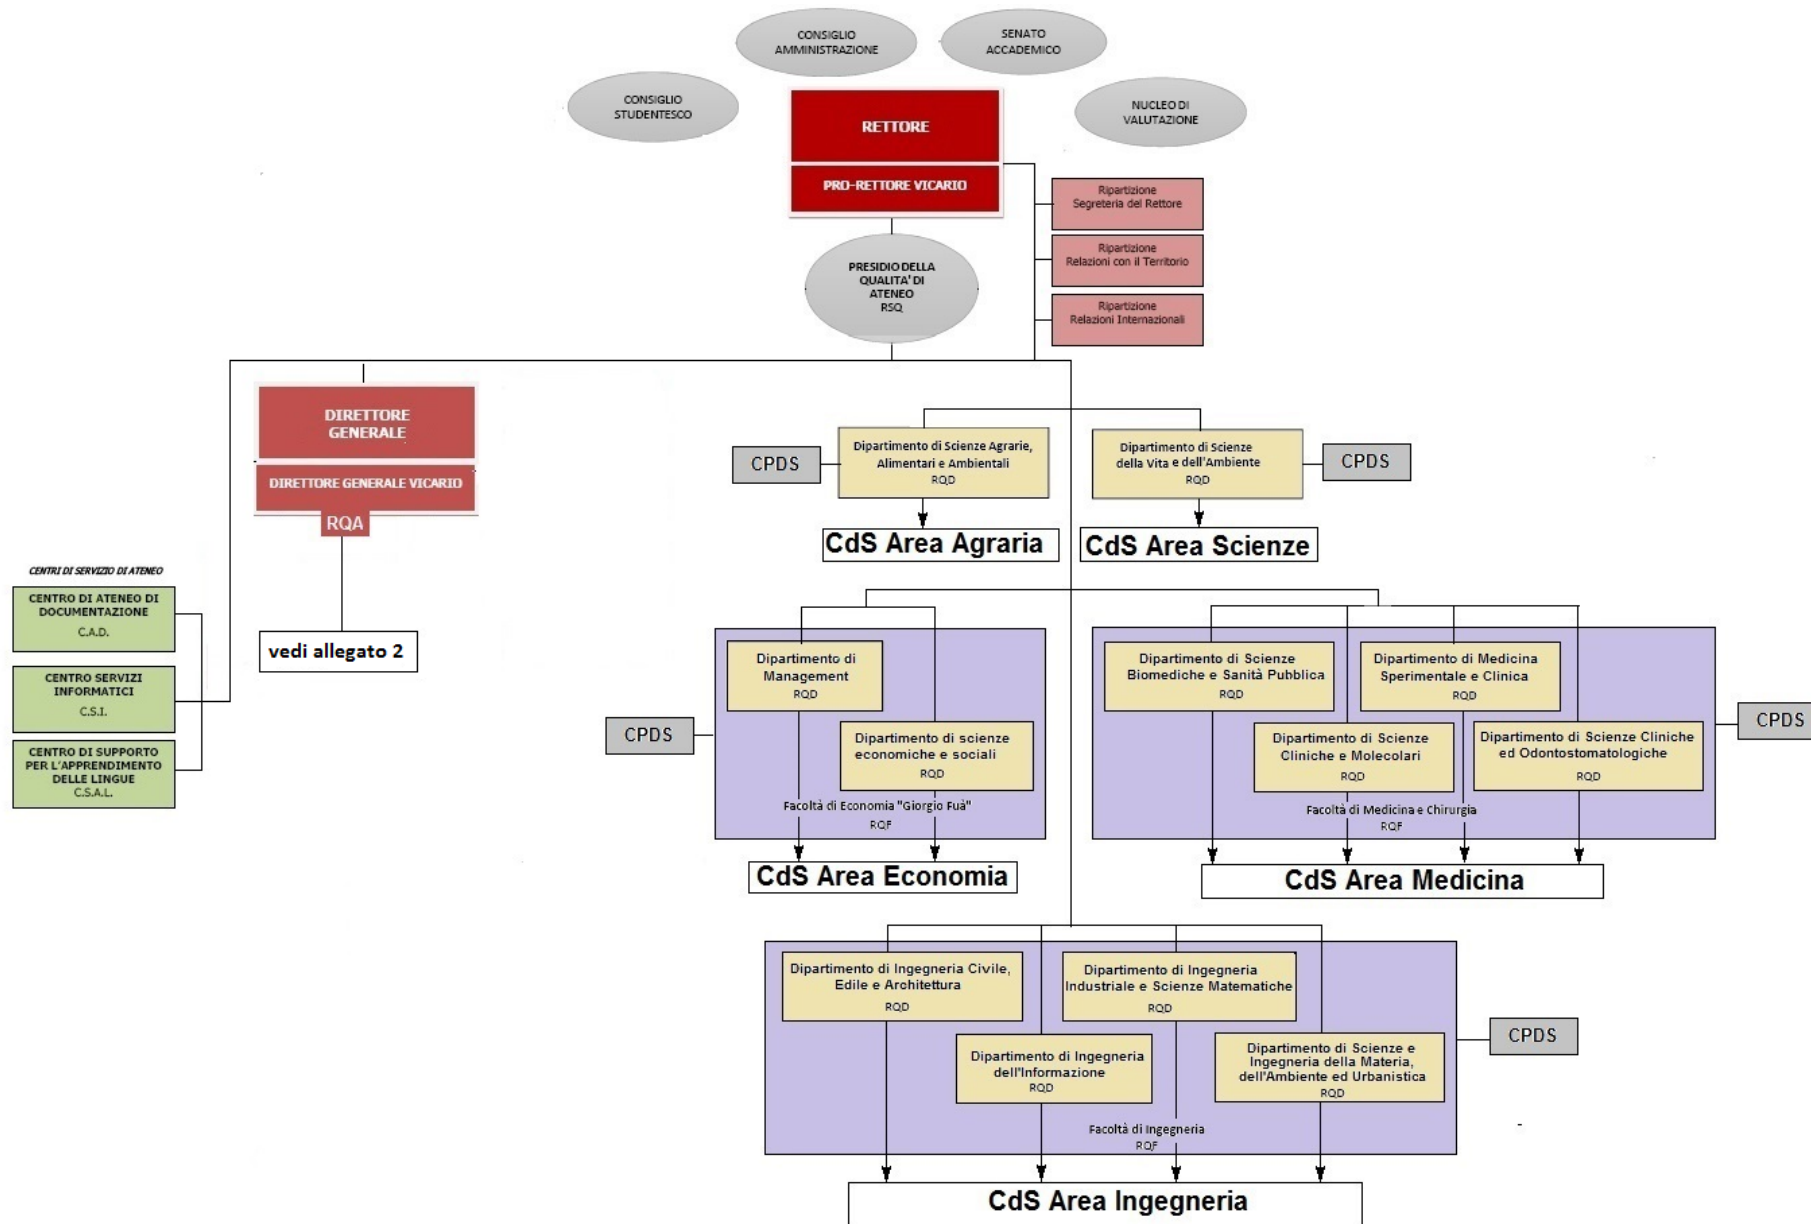 CONSIGLIO
AMMINISTRAZIONE
SENATO
ACCADEMICO
CONSIGLIO
STUDENTESCO
NUCLEO DI
VALUTAZIONE
RETTORE
PRO-RETTORE VICARIO
Ripartizione
Segreteria del Rettore
Ripartizione
Relazioni con il Territorio
Ripartizione
Relazioni Internazionali
PRESIDIO DELLA
QUALITA' DI
ATENEO
RSQ
DIRETTORE
GENERALE
DIRETTORE GENERALE VICARIO
RQA
vedi allegato 2
CENTRI DI SERVIZIO DI ATENEO
CENTRO DI ATENEO DI
DOCUMENTAZIONE
C.A.D.
CENTRO SERVIZI
INFORMATICI
C.S.I.
CENTRO DI SUPPORTO
PER L'APPRENDIMENTO
DELLE LINGUE
C.S.A.L.
CPDS
Dipartimento di Scienze Agrarie,
Alimentari e Ambientali
RQD
CdS Area Agraria
Dipartimento di Scienze
della Vita e dell'Ambiente
RQD
CPDS
CdS Area Scienze
CPDS
Dipartimento di
Management
RQD
Dipartimento di scienze
economiche e sociali
RQD
Facoltà di Economia "Giorgio Fuà"
RQF
CdS Area Economia
Dipartimento di Scienze
Biomediche e Sanità Pubblica
RQD
Dipartimento di Medicina
Sperimentale e Clinica
RQD
Dipartimento di Scienze
Cliniche e Molecolari
RQD
Dipartimento di Scienze Cliniche
ed Odontostomatologiche
RQD
CPDS
Facoltà di Medicina e Chirurgia
RQF
CdS Area Medicina
Dipartimento di Ingegneria Civile,
Edile e Architettura
RQD
Dipartimento di Ingegneria
Industriale e Scienze Matematiche
RQD
Dipartimento di Ingegneria
dell'Informazione
RQD
Dipartimento di Scienze e
Ingegneria della Materia,
dell'Ambiente ed Urbanistica
RQD
CPDS
Facoltà di Ingegneria
RQF
CdS Area Ingegneria